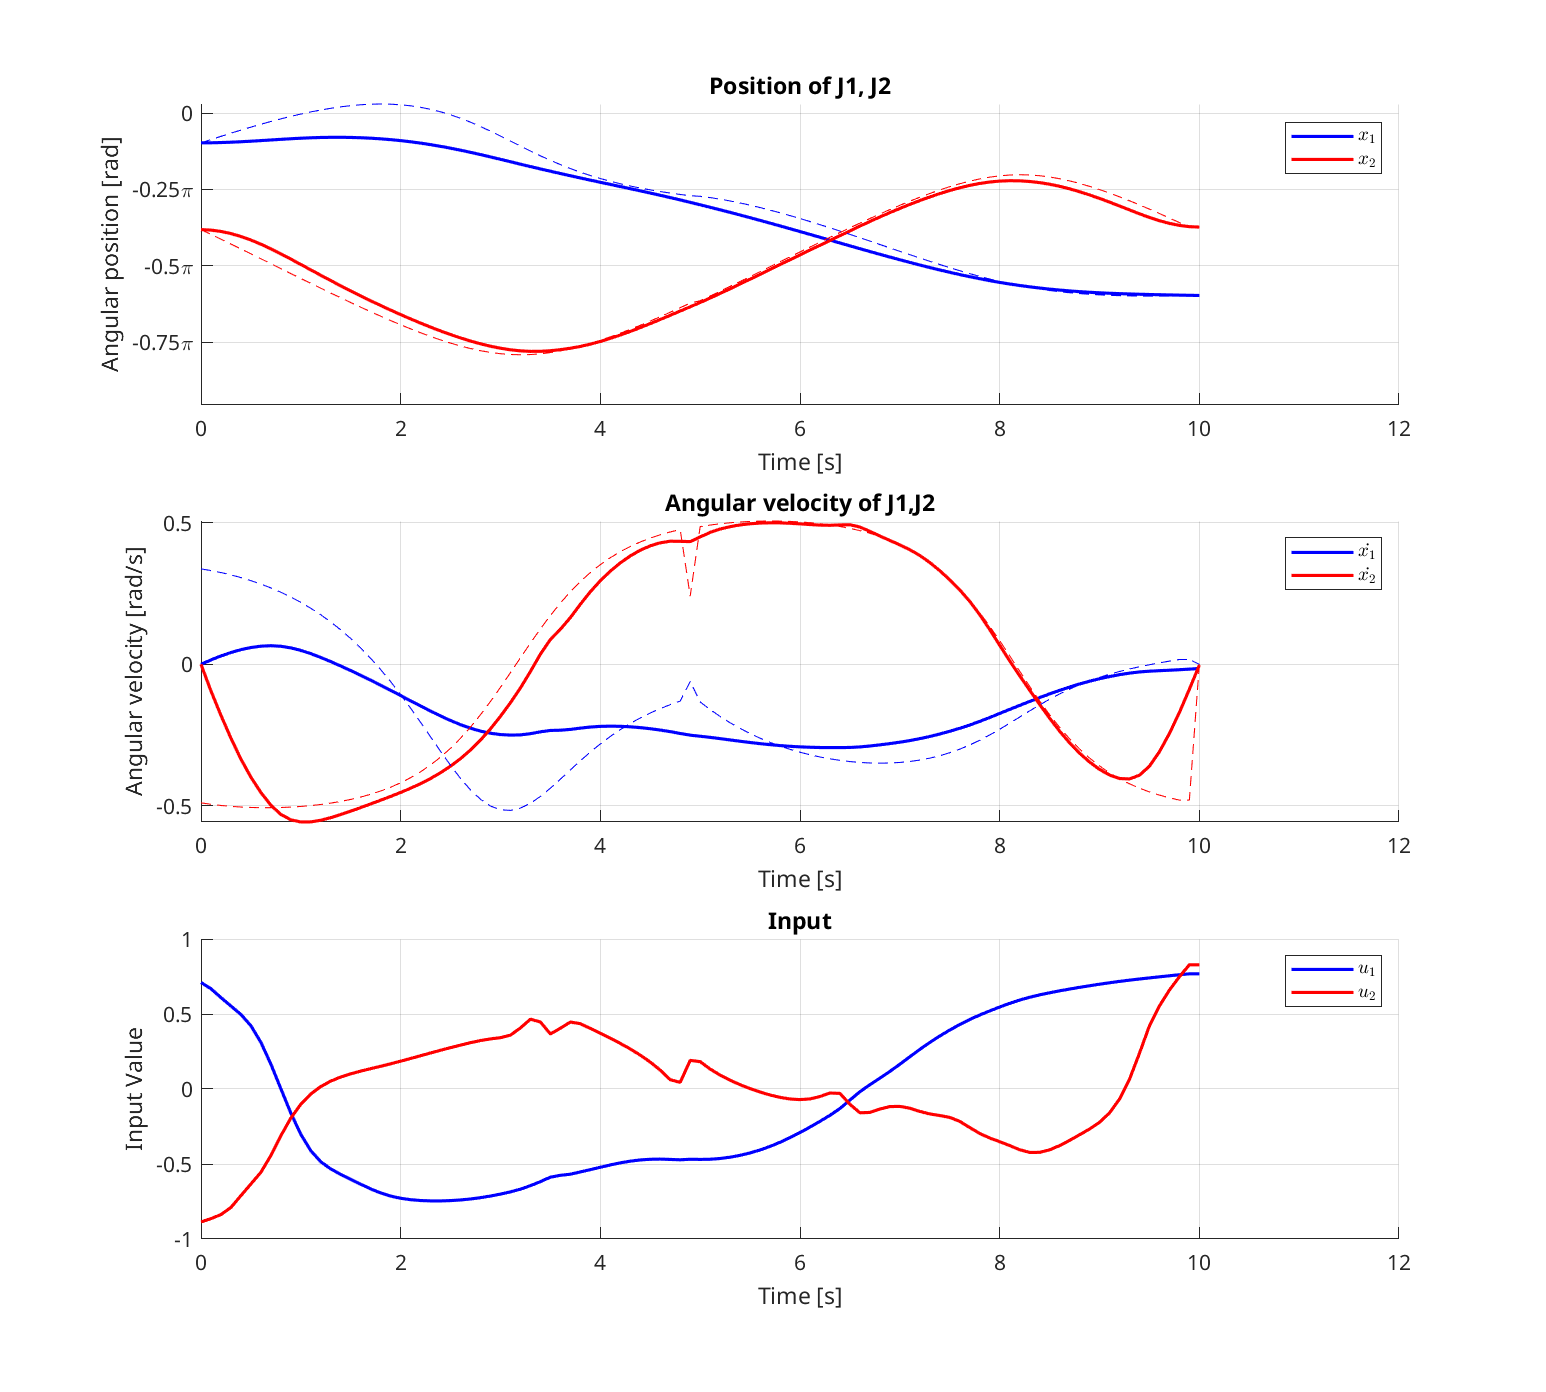 Position of J1, J2
0
-0.25π
-0.5π
-0.75π
Angular position [rad]
x₁
x₂
0 2 4 6 8 10 12
Time [s]
Angular velocity of J1,J2
0.5
0
-0.5
Angular velocity [rad/s]
ẋ₁
ẋ₂
0 2 4 6 8 10 12
Time [s]
Input
1
0.5
0
-0.5
-1
Input Value
u₁
u₂
0 2 4 6 8 10 12
Time [s]